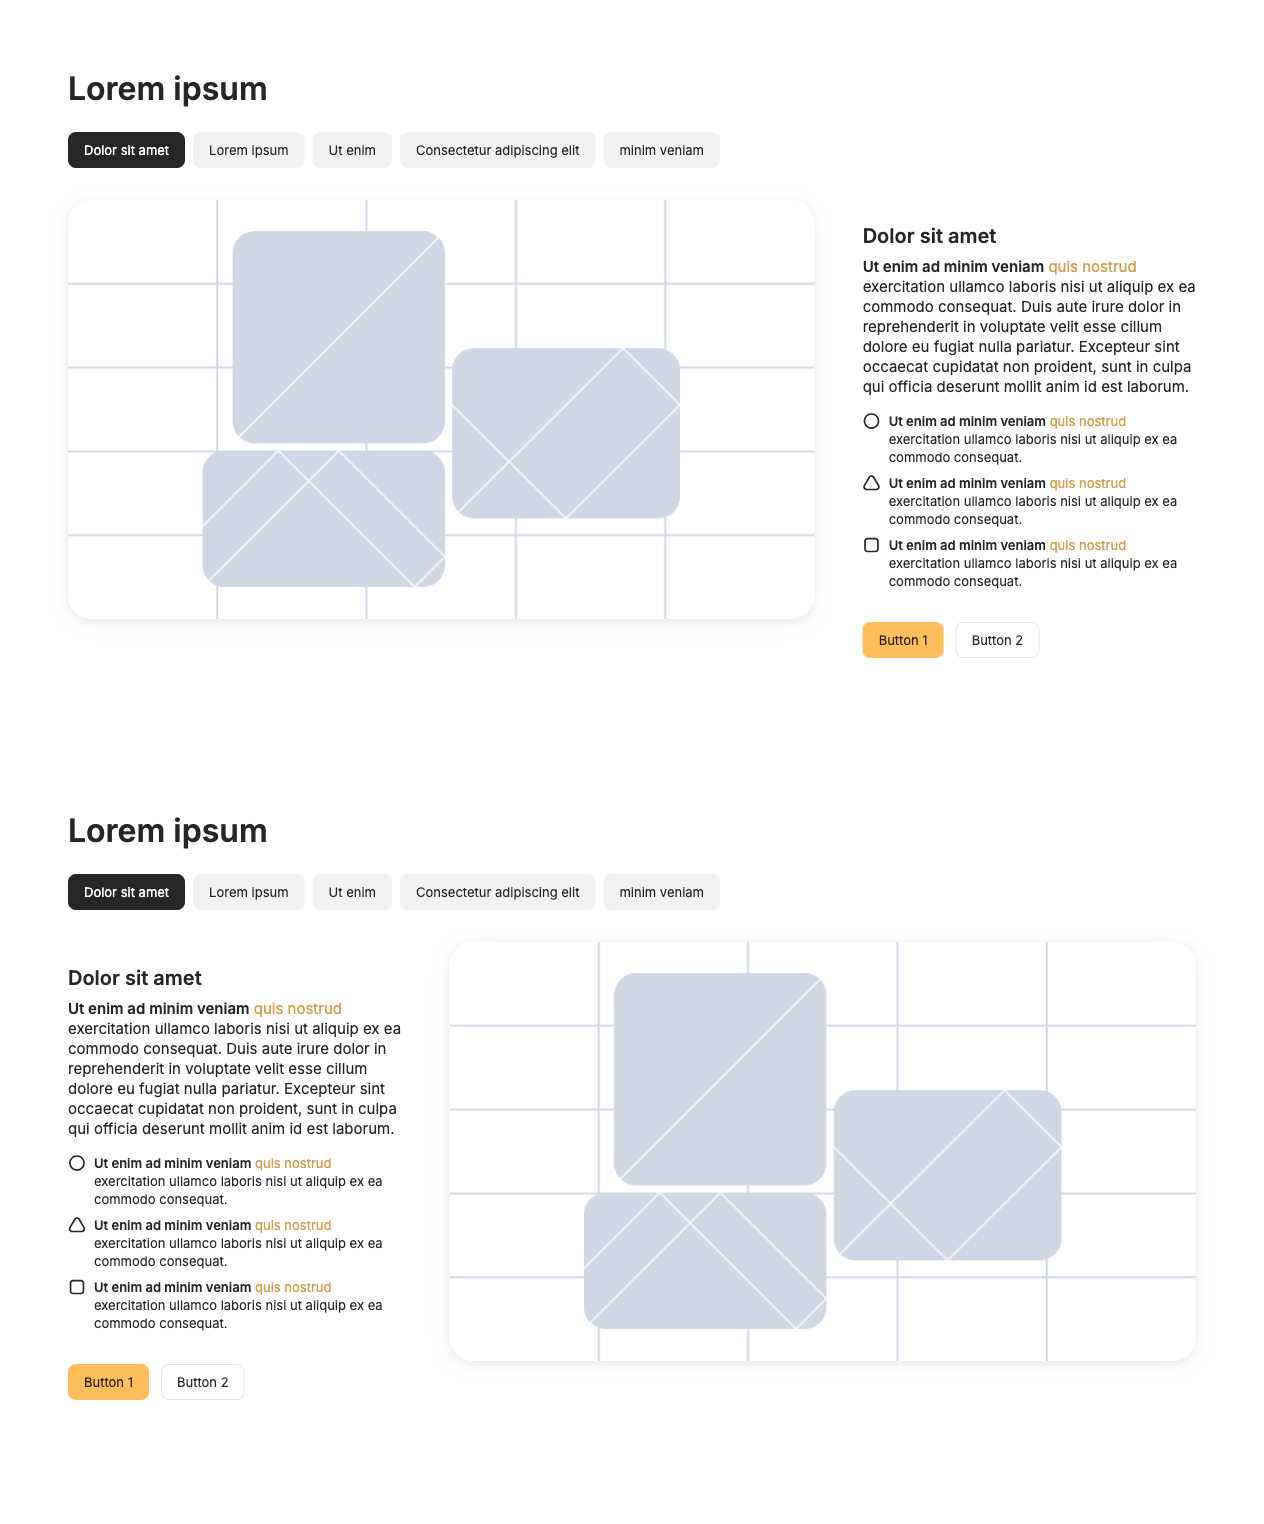 Lorem ipsum
Dolor sit amet Lorem ipsum Ut enim Consectetur adipiscing elit minim veniam
Dolor sit amet
Ut enim ad minim veniam quis nostrud
exercitation ullamco laboris nisi ut aliquip ex ea
commodo consequat. Duis aute irure dolor in
reprehenderit in voluptate velit esse cillum
dolore eu fugiat nulla pariatur. Excepteur sint
occaecat cupidatat non proident, sunt in culpa
qui officia deserunt mollit anim id est laborum.
Ut enim ad minim veniam quis nostrud
exercitation ullamco laboris nisi ut aliquip ex ea
commodo consequat.
Ut enim ad minim veniam quis nostrud
exercitation ullamco laboris nisi ut aliquip ex ea
commodo consequat.
Ut enim ad minim veniam quis nostrud
exercitation ullamco laboris nisi ut aliquip ex ea
commodo consequat.
Button 1 Button 2
Lorem ipsum
Dolor sit amet Lorem ipsum Ut enim Consectetur adipiscing elit minim veniam
Dolor sit amet
Ut enim ad minim veniam quis nostrud
exercitation ullamco laboris nisi ut aliquip ex ea
commodo consequat. Duis aute irure dolor in
reprehenderit in voluptate velit esse cillum
dolore eu fugiat nulla pariatur. Excepteur sint
occaecat cupidatat non proident, sunt in culpa
qui officia deserunt mollit anim id est laborum.
Ut enim ad minim veniam quis nostrud
exercitation ullamco laboris nisi ut aliquip ex ea
commodo consequat.
Ut enim ad minim veniam quis nostrud
exercitation ullamco laboris nisi ut aliquip ex ea
commodo consequat.
Ut enim ad minim veniam quis nostrud
exercitation ullamco laboris nisi ut aliquip ex ea
commodo consequat.
Button 1 Button 2